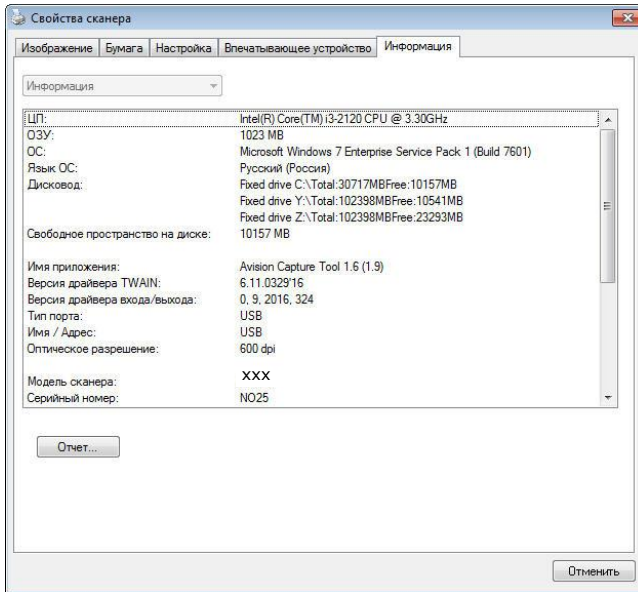 Свойства сканера
Изображение Бумага Настройка Впечатывающее устройство Информация
Информация
ЦП: Intel(R) Core(TM) i3-2120 CPU @ 3.30GHz
ОЗУ: 1023 MB
ОС: Microsoft Windows 7 Enterprise Service Pack 1 (Build 7601)
Язык ОС: Русский (Россия)
Дисковод: Fixed drive C:\Total:30717MBFree:10157MB
Fixed drive Y:\Total:102398MBFree:10541MB
Fixed drive Z:\Total:102398MBFree:23293MB
Свободное пространство на диске: 10157 MB
Имя приложения: Avision Capture Tool 1.6 (1.9)
Версия драйвера TWAIN: 6.11.0329'16
Версия драйвера входа/выхода: 0, 9, 2016, 324
Тип порта: USB
Имя / Адрес: USB
Оптическое разрешение: 600 dpi
Модель сканера: xxx
Серийный номер: NO25
Отчет...
Отменить